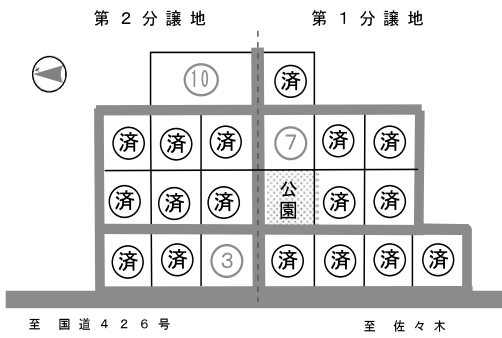 第2分譲地 第1分譲地
⑩ 済
済 済 済 ⑦ 済 済
済 済 済 公園 済 済
済 済 ③ 済 済 済 済
至 国道426号 至 佐々木